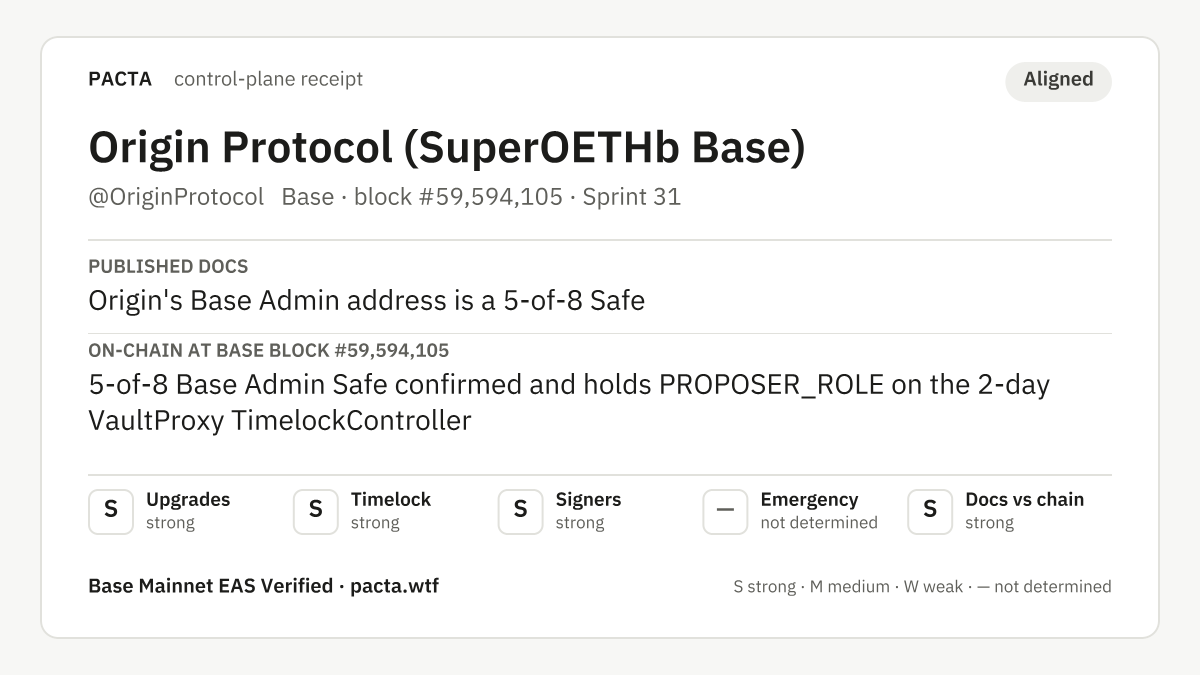 PACTA control-plane receipt Aligned
Origin Protocol (SuperOETHb Base)
@OriginProtocol Base · block #59,594,105 · Sprint 31
PUBLISHED DOCS
Origin's Base Admin address is a 5-of-8 Safe
ON-CHAIN AT BASE BLOCK #59,594,105
5-of-8 Base Admin Safe confirmed and holds PROPOSER_ROLE on the 2-day
VaultProxy TimelockController
S Upgrades strong
S Timelock strong
S Signers strong
— Emergency not determined
S Docs vs chain strong
Base Mainnet EAS Verified · pacta.wtf
S strong · M medium · W weak · — not determined